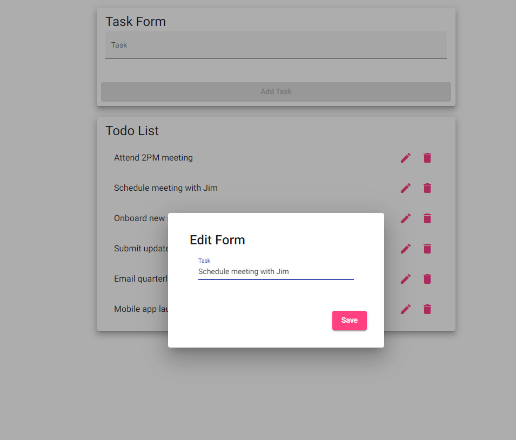 Task Form
Task
Add Task
Todo List
Attend 2PM meeting
Schedule meeting with Jim
Onboard new
Submit update
Email quarterl
Mobile app lau
Edit Form
Task
Schedule meeting with Jim
Save